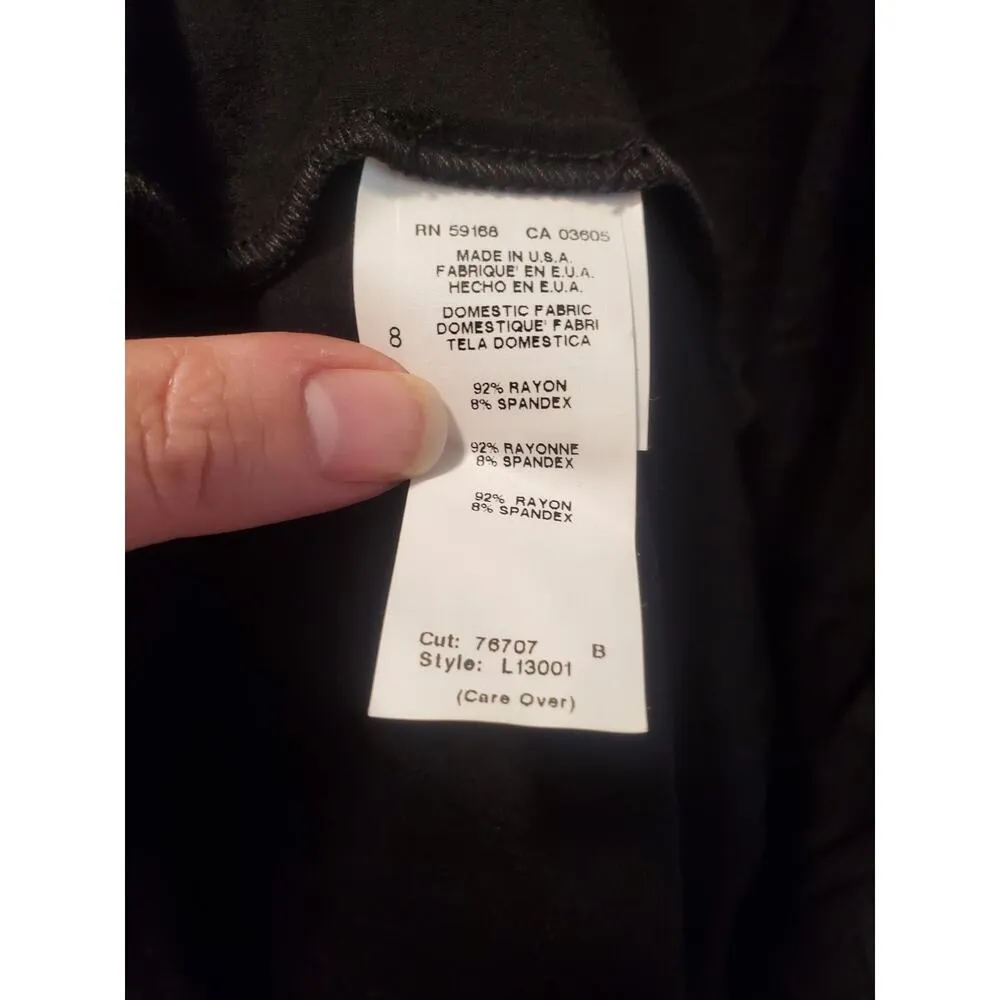 RN 59168 CA 03605
MADE IN U.S.A.
FABRIQUE' EN E.U.A.
HECHO EN E.U.A.
DOMESTIC FABRIC
8 DOMESTIQUE' FABRI
TELA DOMESTICA
92% RAYON
8% SPANDEX
92% RAYONNE
8% SPANDEX
92% RAYON
8% SPANDEX
Cut: 76707 B
Style: L13001
(Care Over)